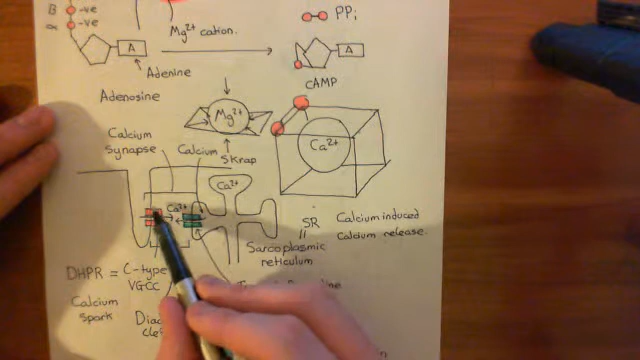 β -ve
α -ve
Mg²⁺ cation.
PPi
A
Adenine
A
cAMP
Adenosine
Mg²⁺
Ca²⁺
Calcium
Synapse
Calcium
Sknap
Ca²⁺
Ca²⁺
SR
Calcium induced
Calcium release.
Sarcoplasmic
reticulum
DHPR = C-type
VGCC
Calcium
spark